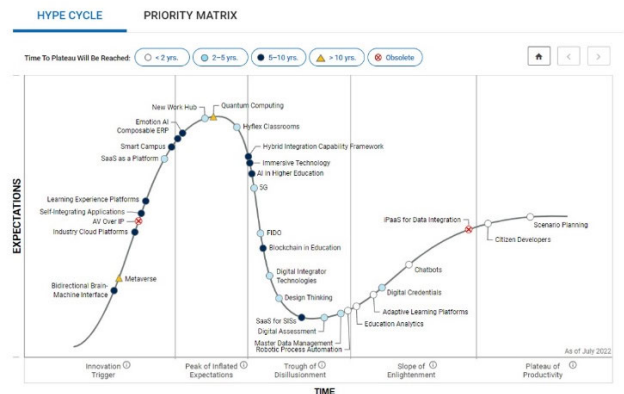 HYPE CYCLE PRIORITY MATRIX
Time To Plateau Will Be Reached: < 2 yrs. 2–5 yrs. 5–10 yrs. > 10 yrs. Obsolete
New Work Hub
Quantum Computing
Emotion AI
Composable ERP
Hyflex Classrooms
Smart Campus
SaaS as a Platform
Hybrid Integration Capability Framework
Immersive Technology
AI in Higher Education
5G
Learning Experience Platforms
Self-Integrating Applications
AV Over IP
Industry Cloud Platforms
FIDO
Blockchain in Education
iPaaS for Data Integration
Scenario Planning
Citizen Developers
Metaverse
Bidirectional Brain-
Machine Interface
Digital Integrator
Technologies
Chatbots
Design Thinking
Digital Credentials
Adaptive Learning Platforms
SaaS for SISs
Education Analytics
Digital Assessment
Master Data Management
Robotic Process Automation
As of July 2022
EXPECTATIONS
Innovation
Trigger
Peak of Inflated
Expectations
Trough of
Disillusionment
Slope of
Enlightenment
Plateau of
Productivity
TIME